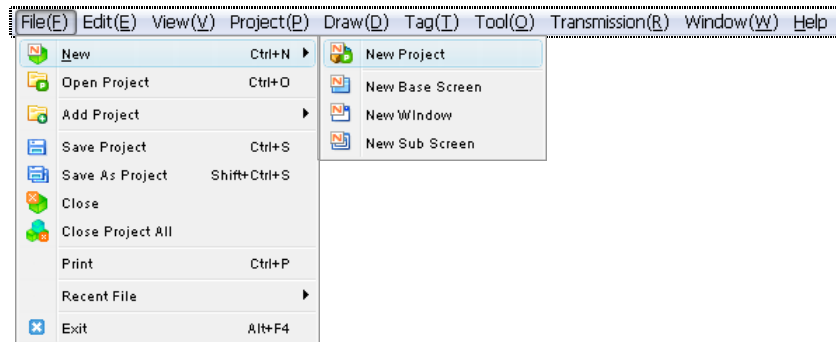 File(F) Edit(E) View(V) Project(P) Draw(D) Tag(T) Tool(O) Transmission(R) Window(W) Help
New Ctrl+N
Open Project Ctrl+O
Add Project
Save Project Ctrl+S
Save As Project Shift+Ctrl+S
Close
Close Project All
Print Ctrl+P
Recent File
Exit Alt+F4
New Project
New Base Screen
New WIndow
New Sub Screen